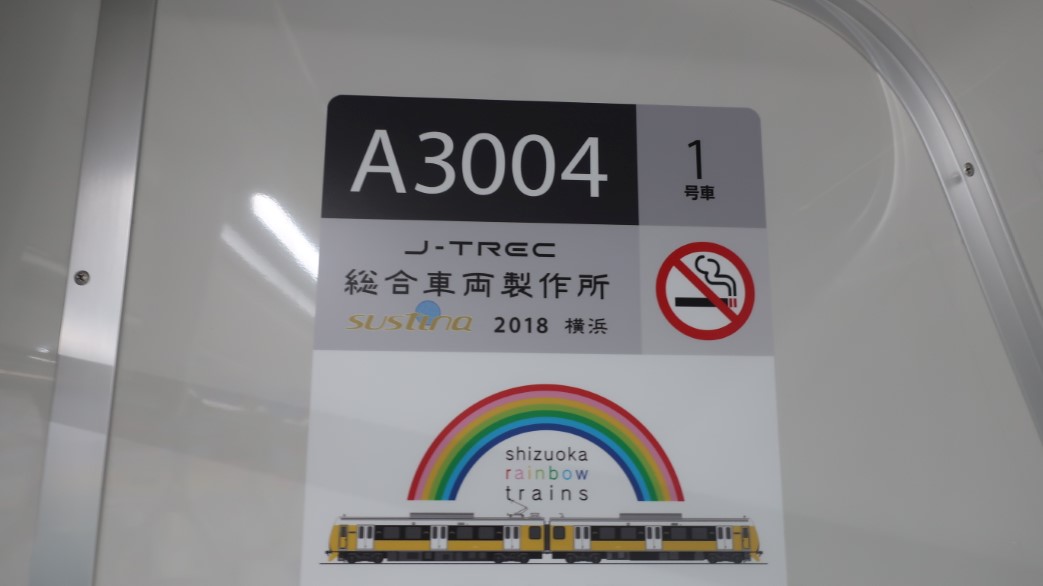 A3004
1
号車
J-TREC
総合車両製作所
sustina 2018 横浜
shizuoka
rainbow
trains